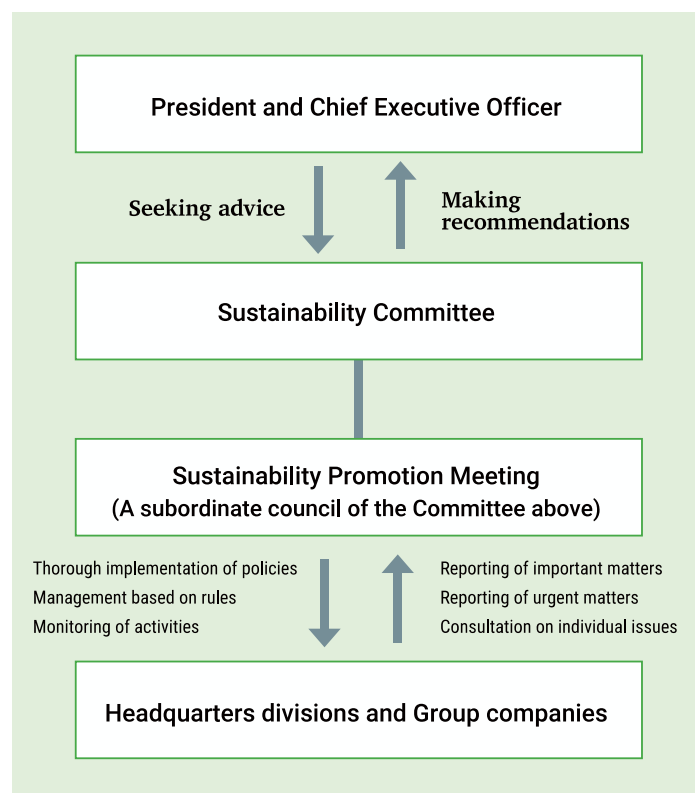 President and Chief Executive Officer
Seeking advice
Making
recommendations
Sustainability Committee
Sustainability Promotion Meeting
(A subordinate council of the Committee above)
Thorough implementation of policies
Management based on rules
Monitoring of activities
Reporting of important matters
Reporting of urgent matters
Consultation on individual issues
Headquarters divisions and Group companies